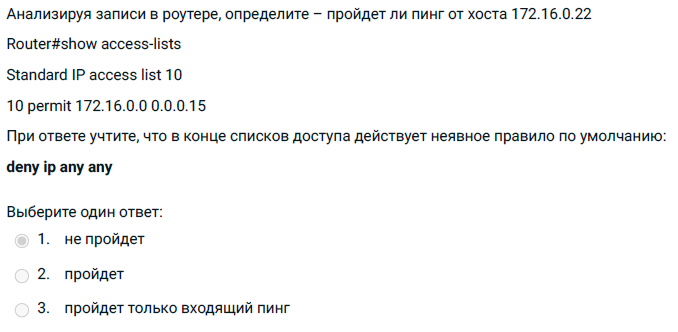 Анализируя записи в роутере, определите – пройдет ли пинг от хоста 172.16.0.22
Router#show access-lists
Standard IP access list 10
10 permit 172.16.0.0 0.0.0.15
При ответе учтите, что в конце списков доступа действует неявное правило по умолчанию:
deny ip any any
Выберите один ответ:
1. не пройдет
2. пройдет
3. пройдет только входящий пинг